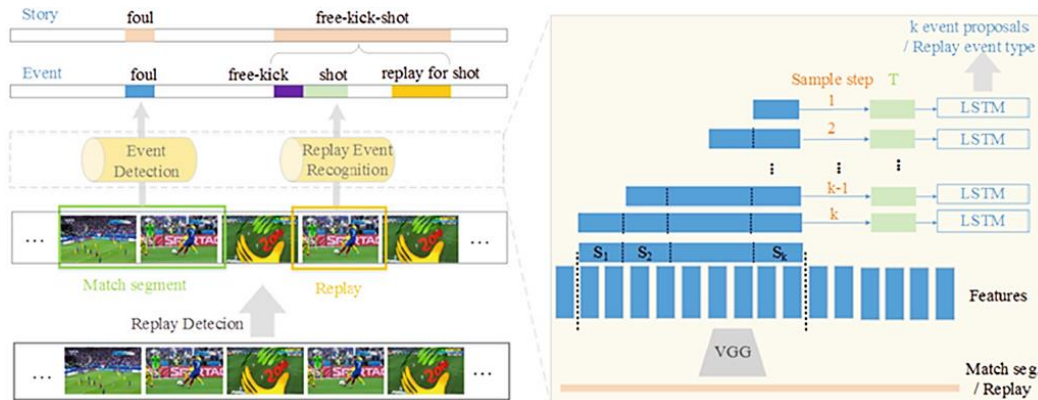 Story
foul
free-kick-shot
Event
foul
free-kick
shot
replay for shot
Event
Detection
Replay Event
Recognition
...
...
Match segment
Replay
Replay Detecion
...
...
k event proposals
/ Replay event type
Sample step
T
1
LSTM
2
LSTM
k-1
LSTM
k
LSTM
S1
S2
Sk
Features
VGG
Match seg.
/ Replay